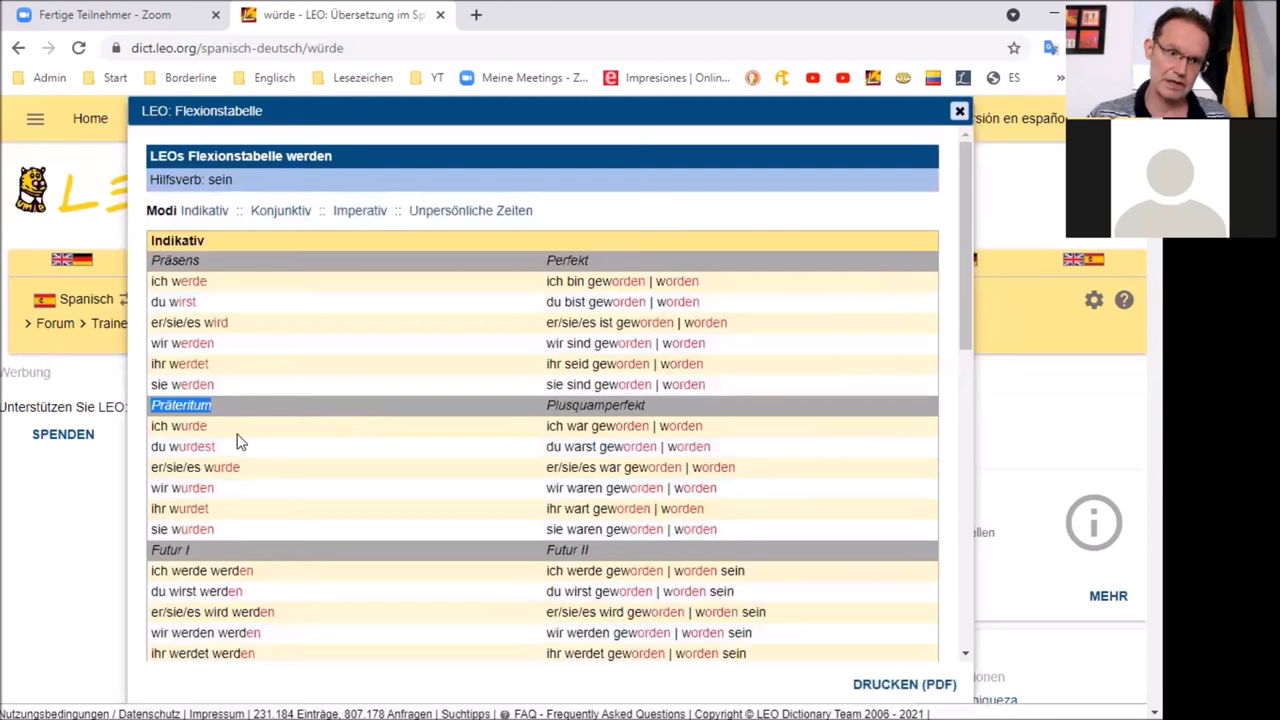 Fertige Teilnehmer - Zoom
würde - LEO: Übersetzung im Sp
dict.leo.org/spanisch-deutsch/würde
Admin Start Borderline Englisch Lesezeichen YT Meine Meetings - Z... Impresiones | Onlin... ES »
LEO: Flexionstabelle
Home
rsión en español
LEOs Flexionstabelle werden
Hilfsverb: sein
Modi Indikativ :: Konjunktiv :: Imperativ :: Unpersönliche Zeiten
Indikativ
Präsens Perfekt
ich werde ich bin geworden | worden
du wirst du bist geworden | worden
er/sie/es wird er/sie/es ist geworden | worden
wir werden wir sind geworden | worden
ihr werdet ihr seid geworden | worden
sie werden sie sind geworden | worden
Präteritum Plusquamperfekt
ich wurde ich war geworden | worden
du wurdest du warst geworden | worden
er/sie/es wurde er/sie/es war geworden | worden
wir wurden wir waren geworden | worden
ihr wurdet ihr wart geworden | worden
sie wurden sie waren geworden | worden
Futur I Futur II
ich werde werden ich werde geworden | worden sein
du wirst werden du wirst geworden | worden sein
er/sie/es wird werden er/sie/es wird geworden | worden sein
wir werden werden wir werden geworden | worden sein
ihr werdet werden ihr werdet geworden | worden sein
DRUCKEN (PDF)
LE
Spanisch
> Forum > Traine
Werbung
Unterstützen Sie LEO:
SPENDEN
ellen
MEHR
onen
niqueza
Nutzungsbedingungen / Datenschutz | Impressum | 231.184 Einträge, 807.178 Anfragen | Suchtipps | FAQ - Frequently Asked Questions | Copyright © LEO Dictionary Team 2006 - 2021 |